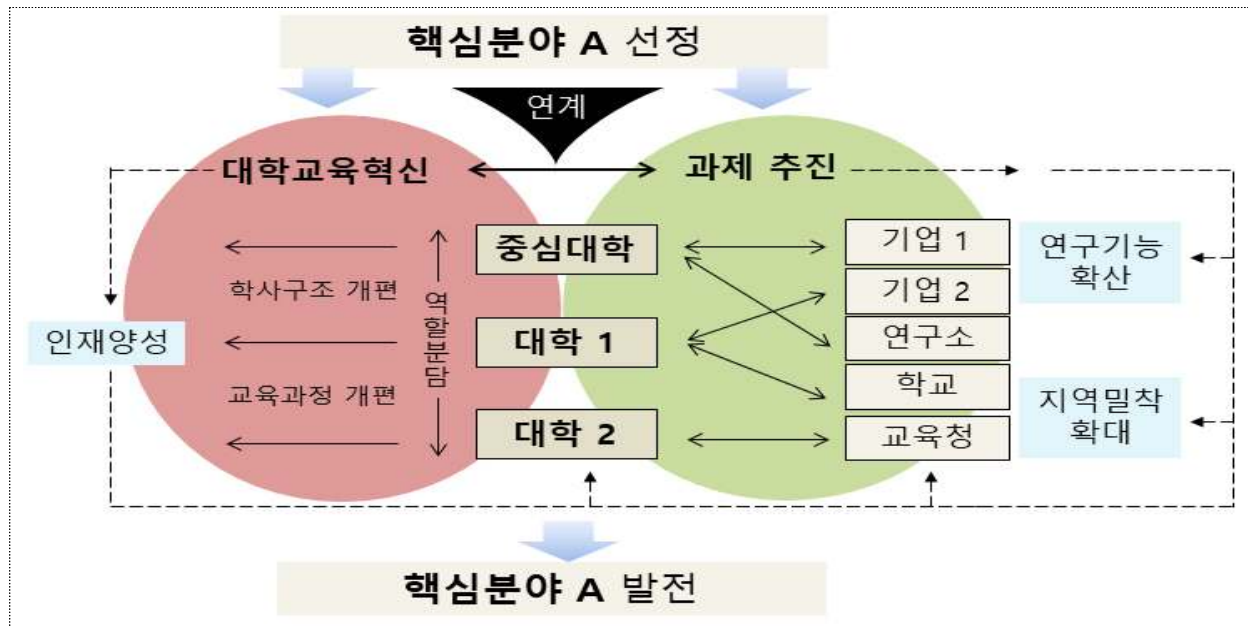 핵심분야 A 선정
연계
대학교육혁신
과제 추진
중심대학
기업 1
연구기능
확산
학사구조 개편
역할분담
기업 2
인재양성
대학 1
연구소
교육과정 개편
학교
지역밀착
확대
대학 2
교육청
핵심분야 A 발전